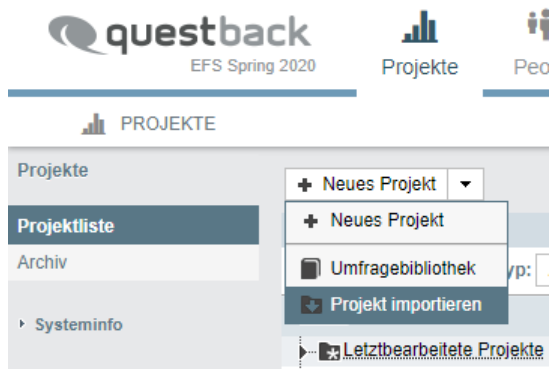 questback
EFS Spring 2020
Projekte
PROJEKTE
Projekte
Neues Projekt
Projektliste
Neues Projekt
Archiv
Umfragebibliothek
yp:
Projekt importieren
Systeminfo
Letztbearbeitete Projekte